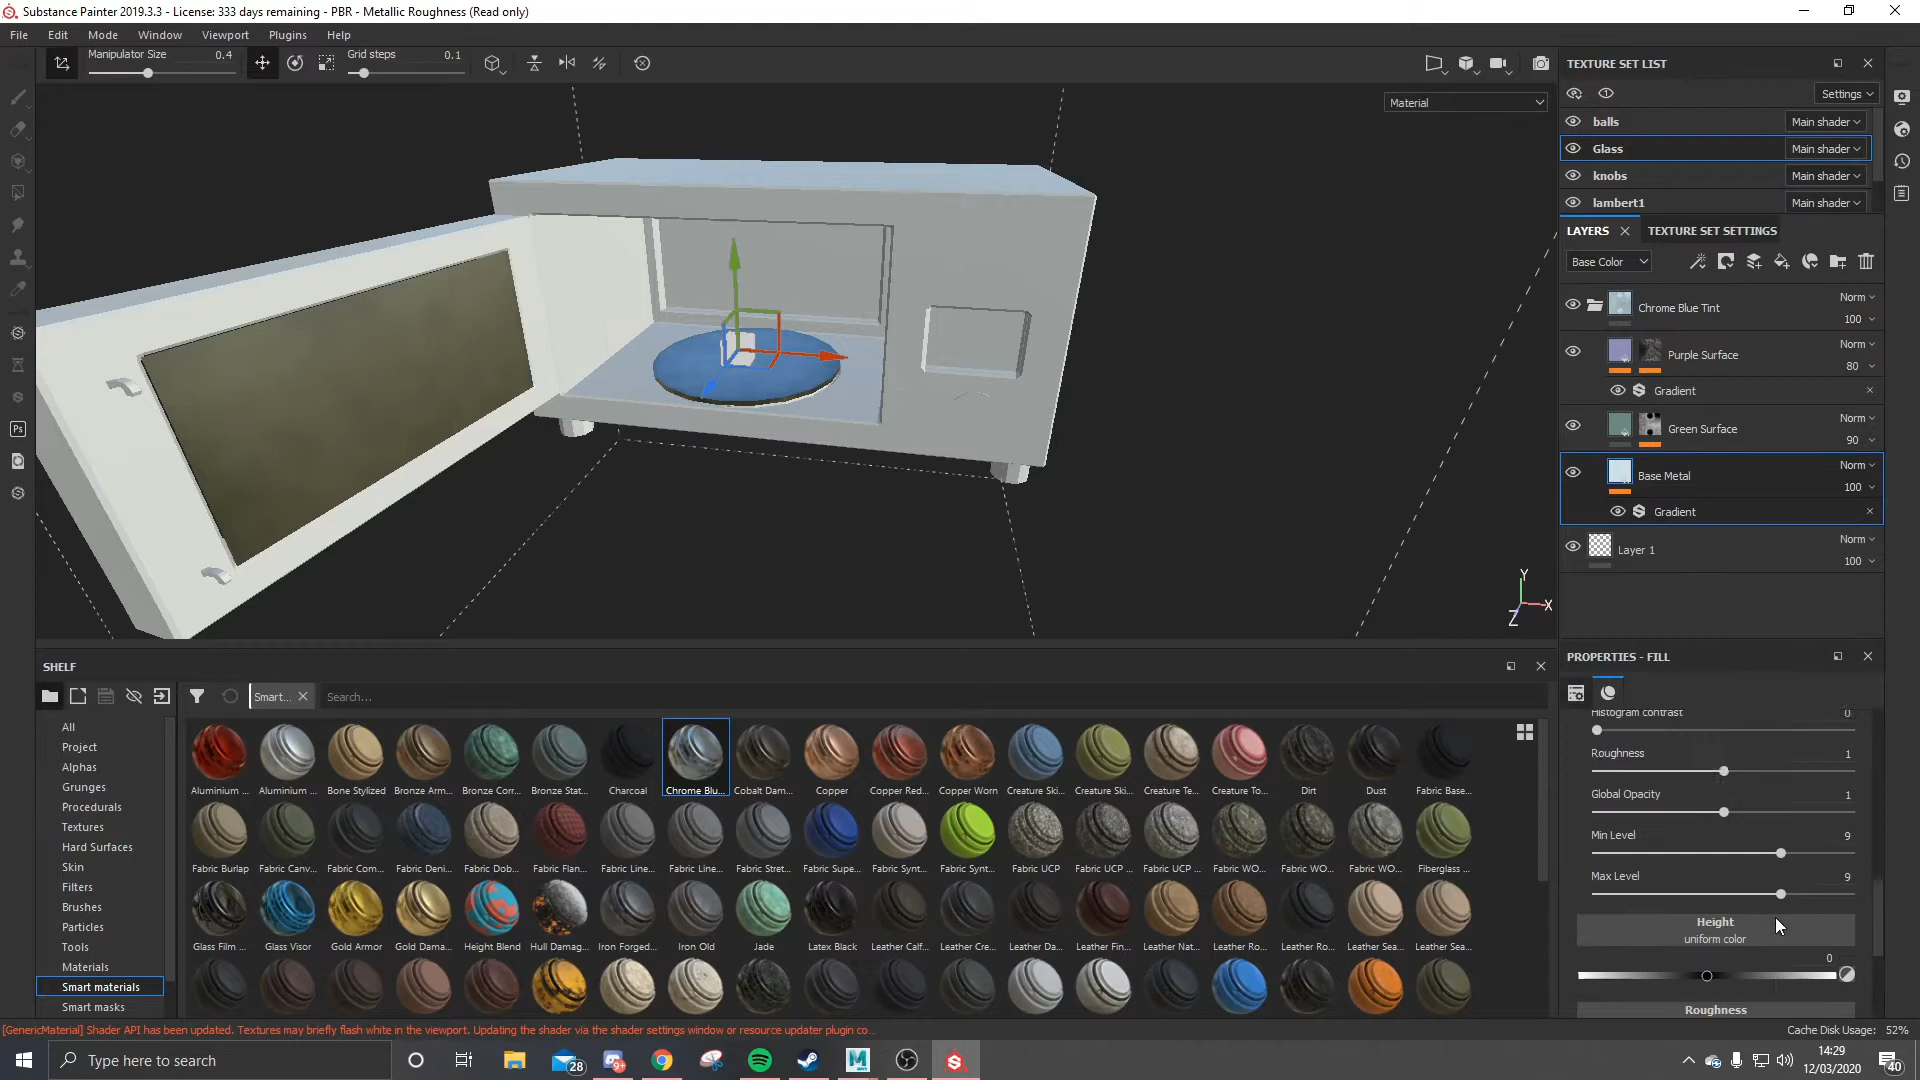 Substance Painter 2019.3.3 - License: 333 days remaining - PBR - Metallic Roughness (Read only)
File Edit Mode Window Viewport Plugins Help
Manipulator Size 0.4 Grid steps 0.1
Material
TEXTURE SET LIST
Settings
balls Main shader
Glass Main shader
knobs Main shader
lambert1 Main shader
LAYERS TEXTURE SET SETTINGS
Base Color
Chrome Blue Tint Norm 100
Purple Surface Norm 80
Gradient
Green Surface Norm 90
Base Metal Norm 100
Gradient
Layer 1 Norm 100
Y
X
Z
PROPERTIES - FILL
Histogram contrast 0
Roughness 1
Global Opacity 1
Min Level 9
Max Level 9
Height
uniform color
0
Roughness
SHELF
Smart... Search...
All
Project
Alphas
Grunges
Procedurals
Textures
Hard Surfaces
Skin
Filters
Brushes
Particles
Tools
Materials
Smart materials
Smart masks
Aluminium ... Aluminium ... Bone Stylized Bronze Arm... Bronze Corr... Bronze Stat... Charcoal Chrome Blu... Cobalt Dam... Copper Copper Red... Copper Worn Creature Ski... Creature Ski... Creature Te... Creature To... Dirt Dust Fabric Base...
Fabric Burlap Fabric Canv... Fabric Com... Fabric Deni... Fabric Dob... Fabric Flan... Fabric Line... Fabric Line... Fabric Stret... Fabric Supe... Fabric Synt... Fabric Synt... Fabric UCP Fabric UCP ... Fabric UCP ... Fabric WO... Fabric WO... Fabric WO... Fiberglass ...
Glass Film ... Glass Visor Gold Armor Gold Dama... Height Blend Hull Damag... Iron Forged... Iron Old Jade Latex Black Leather Calf... Leather Cre... Leather Da... Leather Fin... Leather Nat... Leather Ro... Leather Ro... Leather Sea... Leather Sea...
[GenericMaterial] Shader API has been updated. Textures may briefly flash white in the viewport. Updating the shader via the shader settings window or resource updater plugin co...
Cache Disk Usage: 52%
Type here to search
28
9+
14:29
12/03/2020
40